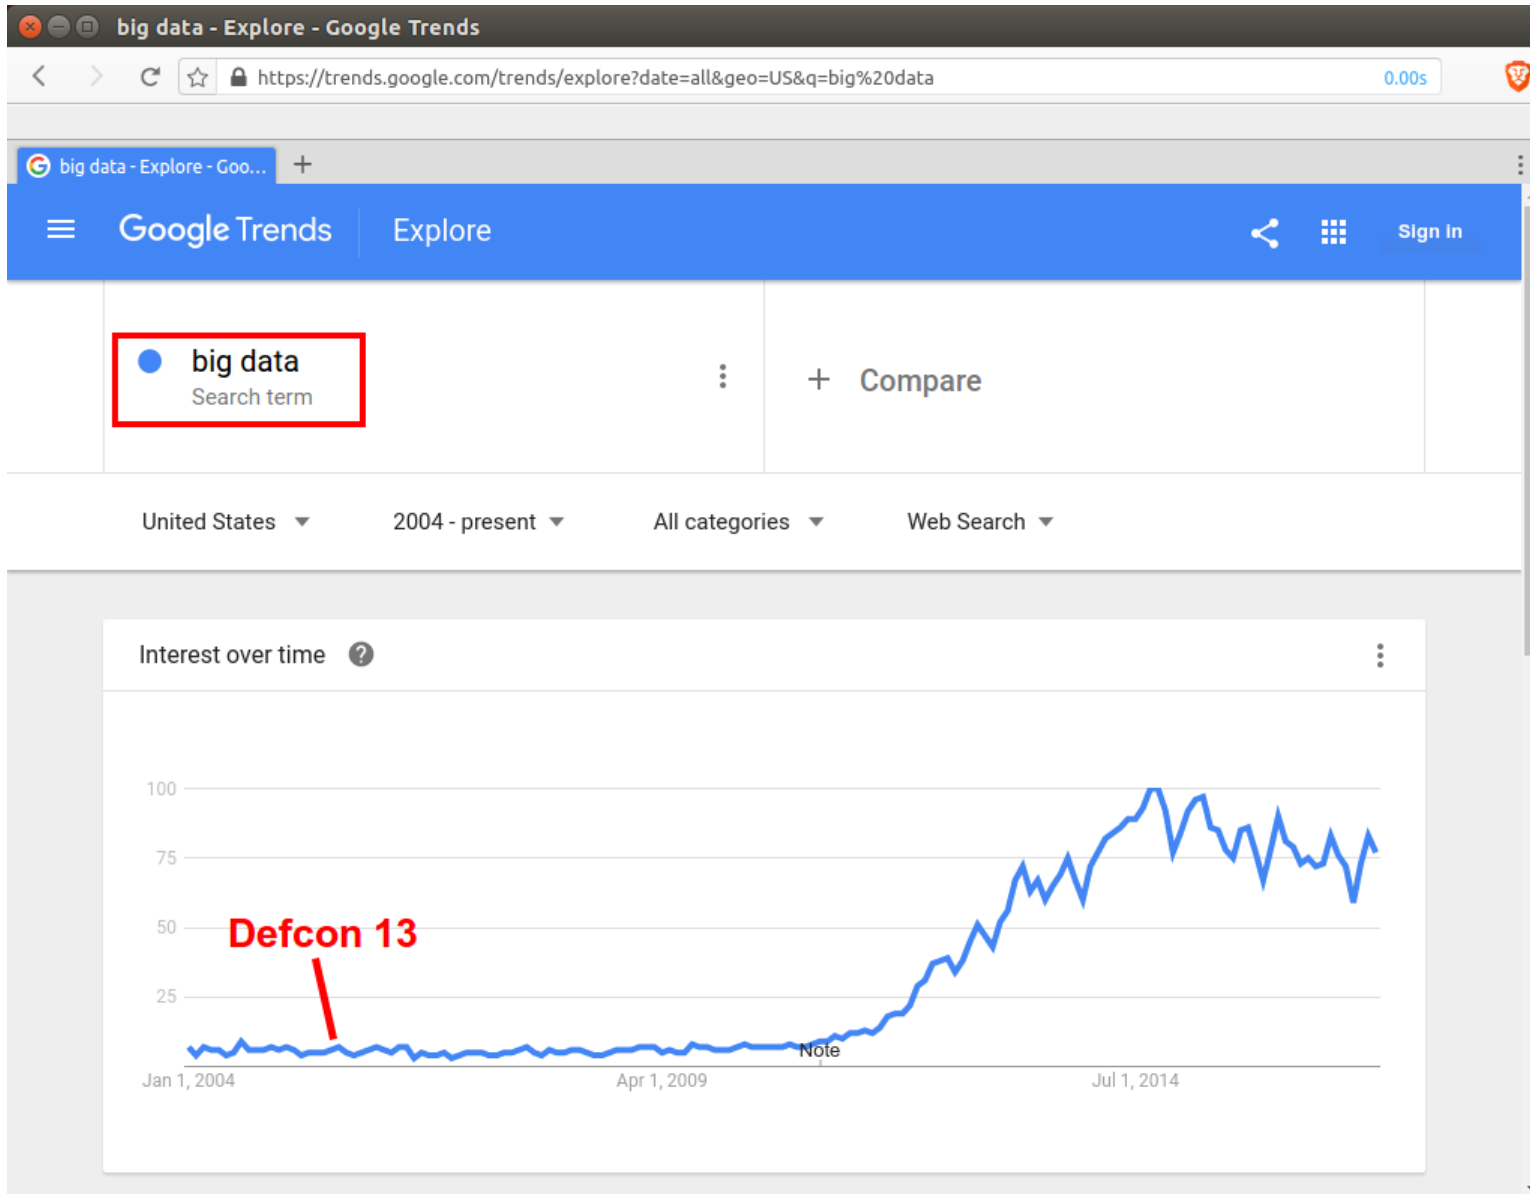 big data - Explore - Google Trends
https://trends.google.com/trends/explore?date=all&geo=US&q=big%20data 0.00s
big data - Explore - Goo... +
Google Trends Explore Sign in
big data
Search term
+ Compare
United States 2004 - present All categories Web Search
Interest over time ?
100
75
50
Defcon 13
25
Note
Jan 1, 2004 Apr 1, 2009 Jul 1, 2014